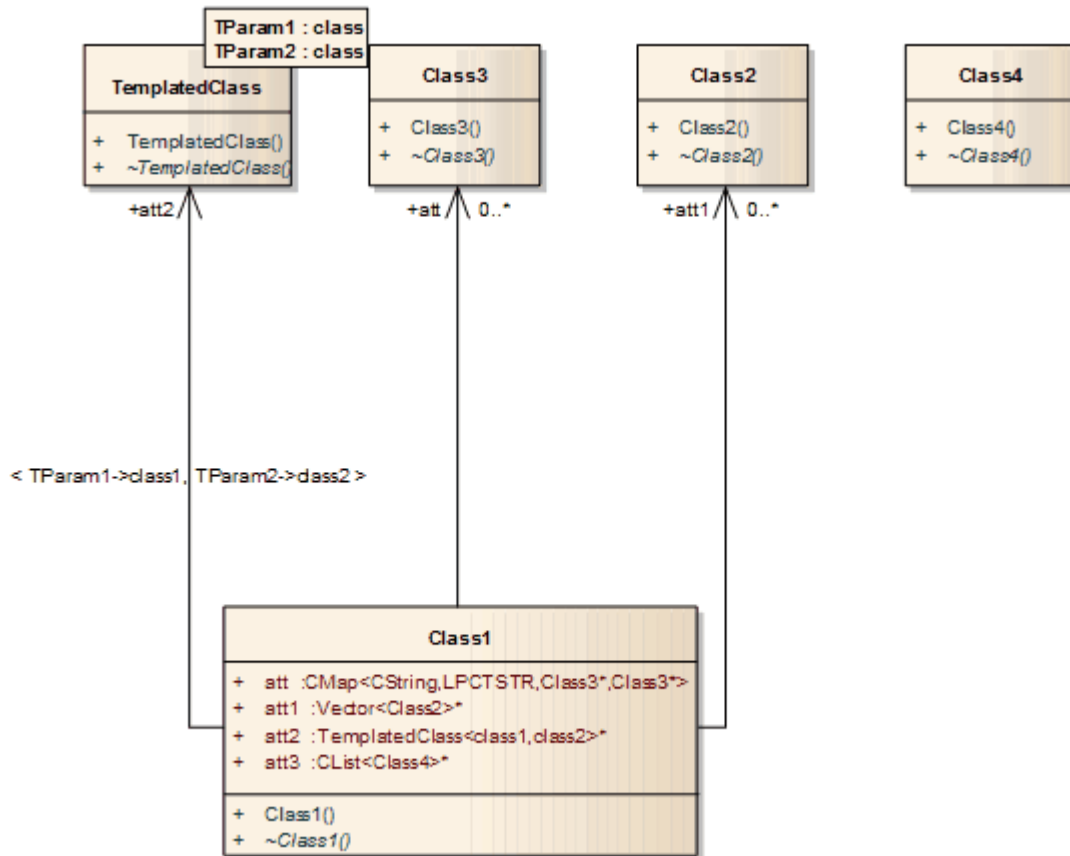 TParam1 : class
TParam2 : class
TemplatedClass
+ TemplatedClass()
+ ~TemplatedClass()
Class3
+ Class3()
+ ~Class3()
Class2
+ Class2()
+ ~Class2()
Class4
+ Class4()
+ ~Class4()
+att2
+att 0..*
+att1 0..*
< TParam1->class1, TParam2->class2 >
Class1
+ att :CMap<CString,LPCTSTR,Class3*,Class3*>
+ att1 :Vector<Class2>*
+ att2 :TemplatedClass<class1,class2>*
+ att3 :CList<Class4>*
+ Class1()
+ ~Class1()